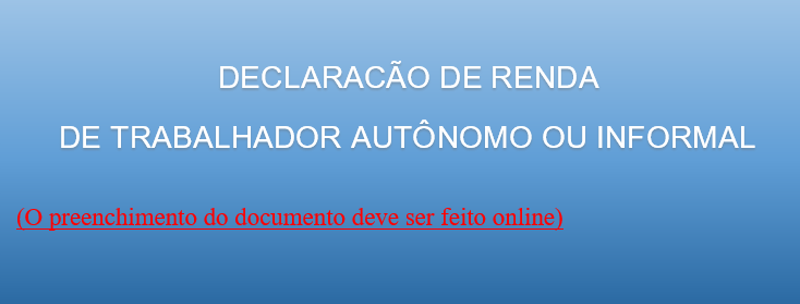 DECLARACÃO DE RENDA
DE TRABALHADOR AUTÔNOMO OU INFORMAL
(O preenchimento do documento deve ser feito online)